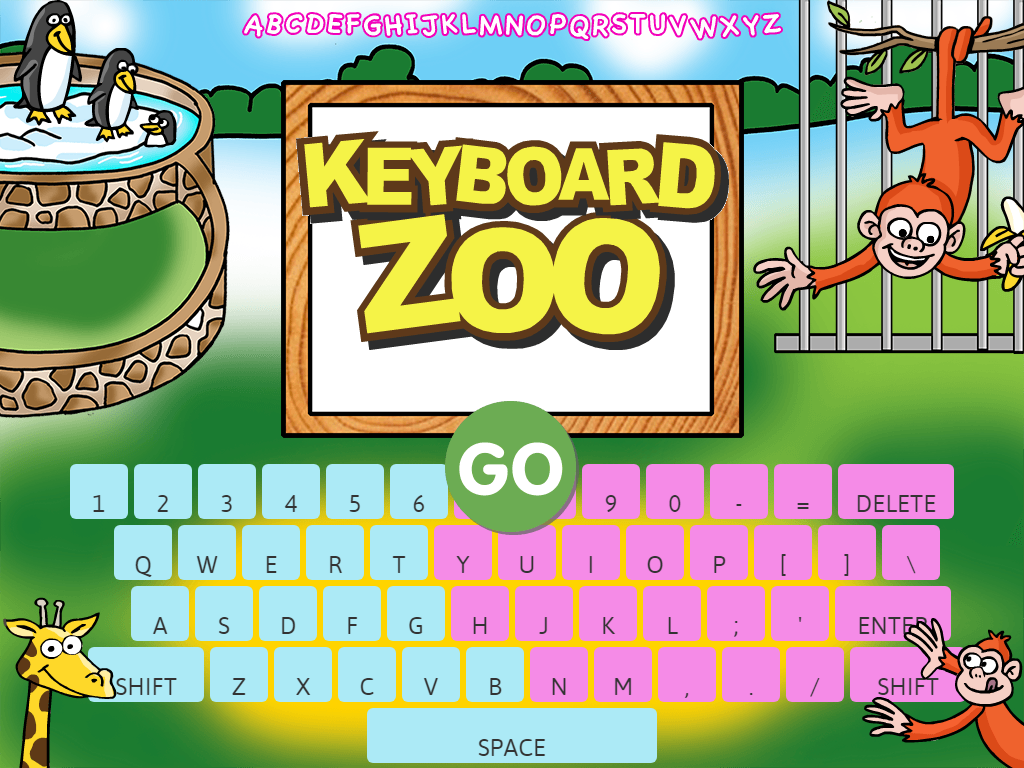 ABCDEFGHIJKLMNOPQRSTUVWXYZ
KEYBOARD
ZOO
GO
1 2 3 4 5 6 9 0 - = DELETE
Q W E R T Y U I O P [ ] \
A S D F G H J K L ; ' ENTER
SHIFT Z X C V B N M , . / SHIFT
SPACE